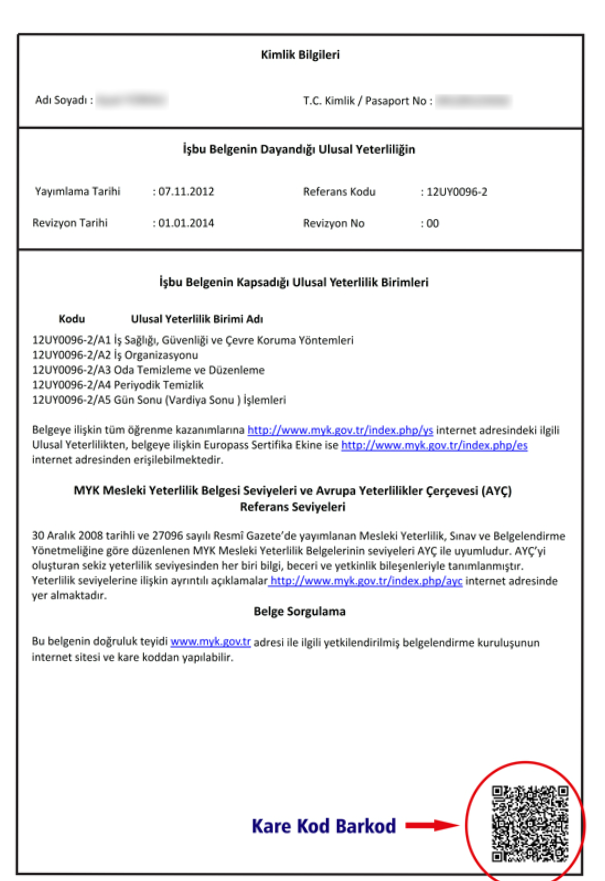 Kimlik Bilgileri
Adı Soyadı : T.C. Kimlik / Pasaport No :
İşbu Belgenin Dayandığı Ulusal Yeterliliğin
Yayımlama Tarihi : 07.11.2012 Referans Kodu : 12UY0096-2
Revizyon Tarihi : 01.01.2014 Revizyon No : 00
İşbu Belgenin Kapsadığı Ulusal Yeterlilik Birimleri
Kodu Ulusal Yeterlilik Birimi Adı
12UY0096-2/A1 İş Sağlığı, Güvenliği ve Çevre Koruma Yöntemleri
12UY0096-2/A2 İş Organizasyonu
12UY0096-2/A3 Oda Temizleme ve Düzenleme
12UY0096-2/A4 Periyodik Temizlik
12UY0096-2/A5 Gün Sonu (Vardiya Sonu ) İşlemleri
Belgeye ilişkin tüm öğrenme kazanımlarına http://www.myk.gov.tr/index.php/ys internet adresindeki ilgili
Ulusal Yeterlilikten, belgeye ilişkin Europass Sertifika Ekine ise http://www.myk.gov.tr/index.php/es
internet adresinden erişilebilmektedir.
MYK Mesleki Yeterlilik Belgesi Seviyeleri ve Avrupa Yeterlilikler Çerçevesi (AYÇ)
Referans Seviyeleri
30 Aralık 2008 tarihli ve 27096 sayılı Resmî Gazete’de yayımlanan Mesleki Yeterlilik, Sınav ve Belgelendirme
Yönetmeliğine göre düzenlenen MYK Mesleki Yeterlilik Belgelerinin seviyeleri AYÇ ile uyumludur. AYÇ’yi
oluşturan sekiz yeterlilik seviyesinden her biri bilgi, beceri ve yetkinlik bileşenleriyle tanımlanmıştır.
Yeterlilik seviyelerine ilişkin ayrıntılı açıklamalar http://www.myk.gov.tr/index.php/ayc internet adresinde
yer almaktadır.
Belge Sorgulama
Bu belgenin doğruluk teyidi www.myk.gov.tr adresi ile ilgili yetkilendirilmiş belgelendirme kuruluşunun
internet sitesi ve kare koddan yapılabilir.
Kare Kod Barkod